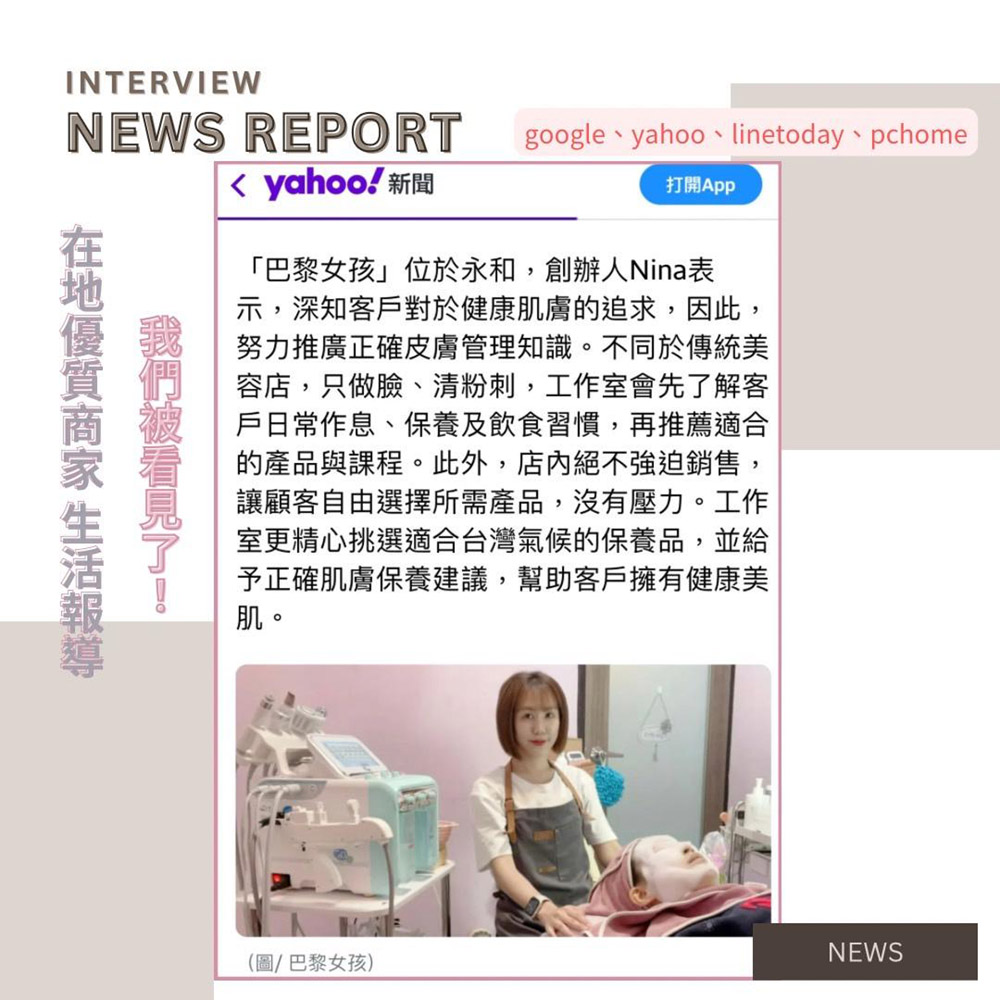 INTERVIEW
NEWS REPORT
google、yahoo、linetoday、pchome
yahoo!新聞
打開App
在地優質商家 生活報導
我們被看見了!
「巴黎女孩」位於永和，創辦人Nina表
示，深知客戶對於健康肌膚的追求，因此，
努力推廣正確皮膚管理知識。不同於傳統美
容店，只做臉、清粉刺，工作室會先了解客
戶日常作息、保養及飲食習慣，再推薦適合
的產品與課程。此外，店內絕不強迫銷售，
讓顧客自由選擇所需產品，沒有壓力。工作
室更精心挑選適合台灣氣候的保養品，並給
予正確肌膚保養建議，幫助客戶擁有健康美
肌。
(圖/ 巴黎女孩)
NEWS